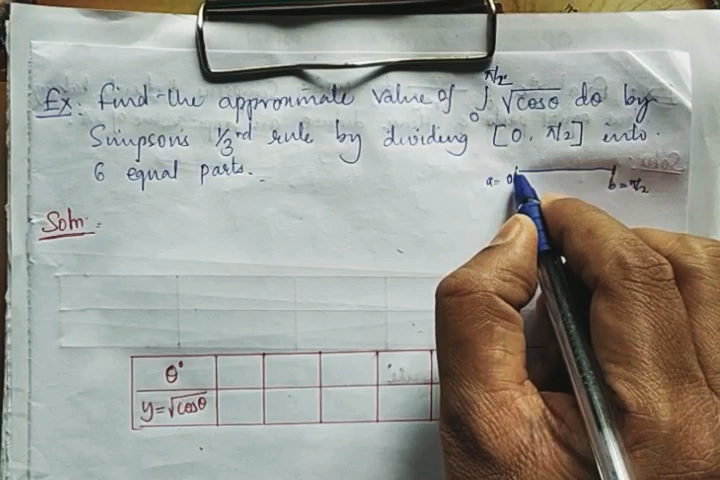 Ex: Find the approximate value of ∫₀^π/2 √cosθ dθ by
Simpson's 1/3rd rule by dividing [0, π/2] into
6 equal parts.
a = 0 b = π/2
Soln:
θ°
y = √cosθ